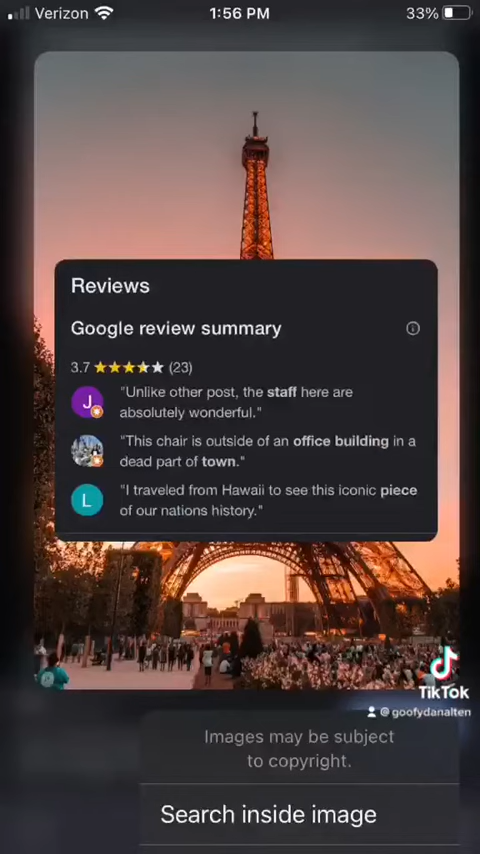 Verizon 1:56 PM 33%
Reviews
Google review summary
3.7 (23)
J
"Unlike other post, the staff here are
absolutely wonderful."
"This chair is outside of an office building in a
dead part of town."
L
"I traveled from Hawaii to see this iconic piece
of our nations history."
TikTok
@goofydanalten
Images may be subject
to copyright.
Search inside image